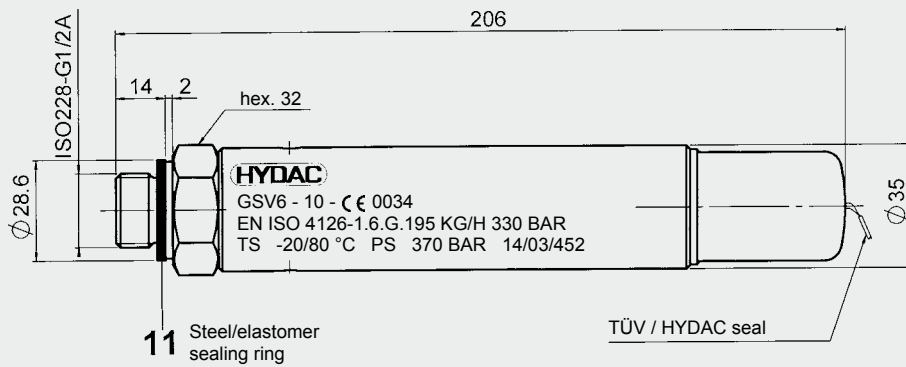 206
ISO228-G1/2A
14
2
hex. 32
Ø28.6
HYDAC
GSV6 - 10 - CE 0034
EN ISO 4126-1.6.G.195 KG/H 330 BAR
TS -20/80 °C PS 370 BAR 14/03/452
Ø35
11 Steel/elastomer
sealing ring
TÜV / HYDAC seal